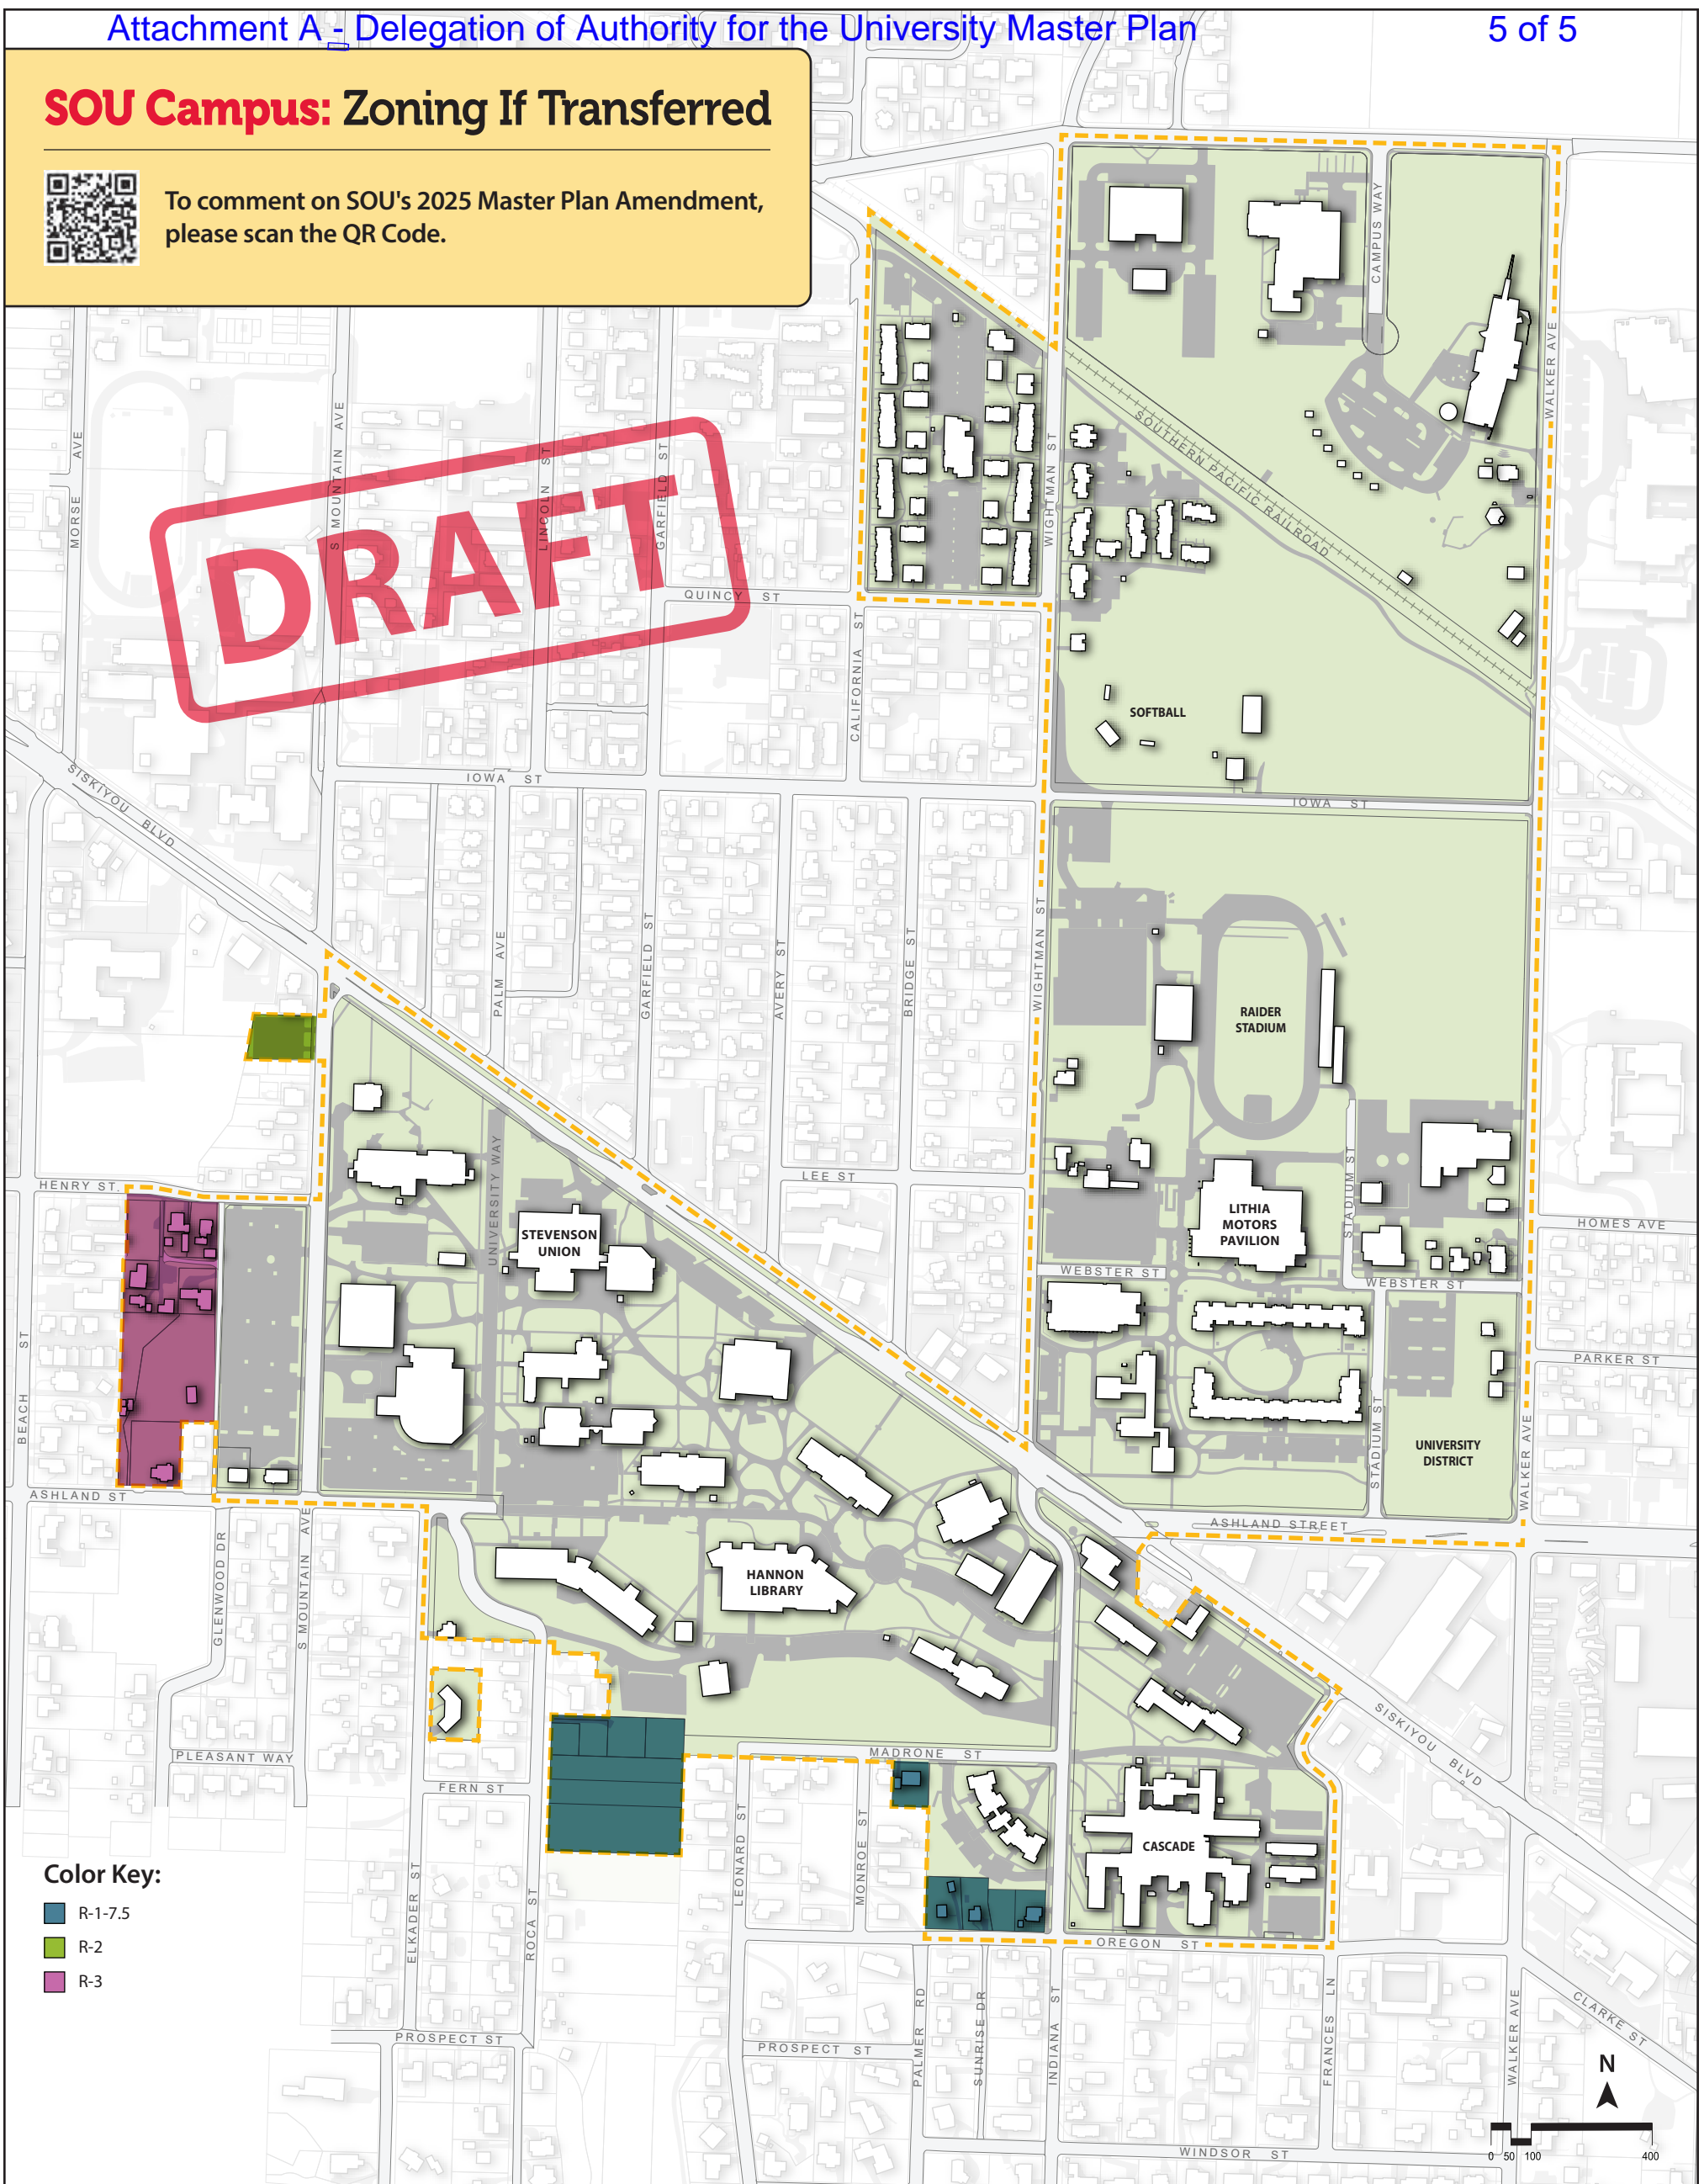 Attachment A - Delegation of Authority for the University Master Plan
5 of 5
SOU Campus: Zoning If Transferred
To comment on SOU's 2025 Master Plan Amendment,
please scan the QR Code.
DRAFT
MORSE AVE
S MOUNTAIN AVE
LINCOLN ST
GARFIELD ST
QUINCY ST
CALIFORNIA ST
WIGHTMAN ST
CAMPUS WAY
WALKER AVE
SOUTHERN PACIFIC RAILROAD
SOFTBALL
IOWA ST
IOWA ST
SISKIYOU BLVD
PALM AVE
GARFIELD ST
AVERY ST
BRIDGE ST
WIGHTMAN ST
RAIDER
STADIUM
LEE ST
HENRY ST.
UNIVERSITY WAY
STEVENSON
UNION
LITHIA
MOTORS
PAVILION
STADIUM ST
HOMES AVE
WEBSTER ST
WEBSTER ST
PARKER ST
BEACH ST
STADIUM ST
UNIVERSITY
DISTRICT
WALKER AVE
ASHLAND ST
ASHLAND STREET
GLENWOOD DR
S MOUNTAIN AVE
HANNON
LIBRARY
SISKIYOU BLVD
PLEASANT WAY
MADRONE ST
FERN ST
LEONARD ST
MONROE ST
CASCADE
ELKADER ST
ROCA ST
OREGON ST
Color Key:
R-1-7.5
R-2
R-3
PROSPECT ST
PROSPECT ST
PALMER RD
SUNRISE DR
INDIANA ST
FRANCES LN
WALKER AVE
CLARKE ST
WINDSOR ST
N
0 50 100 400